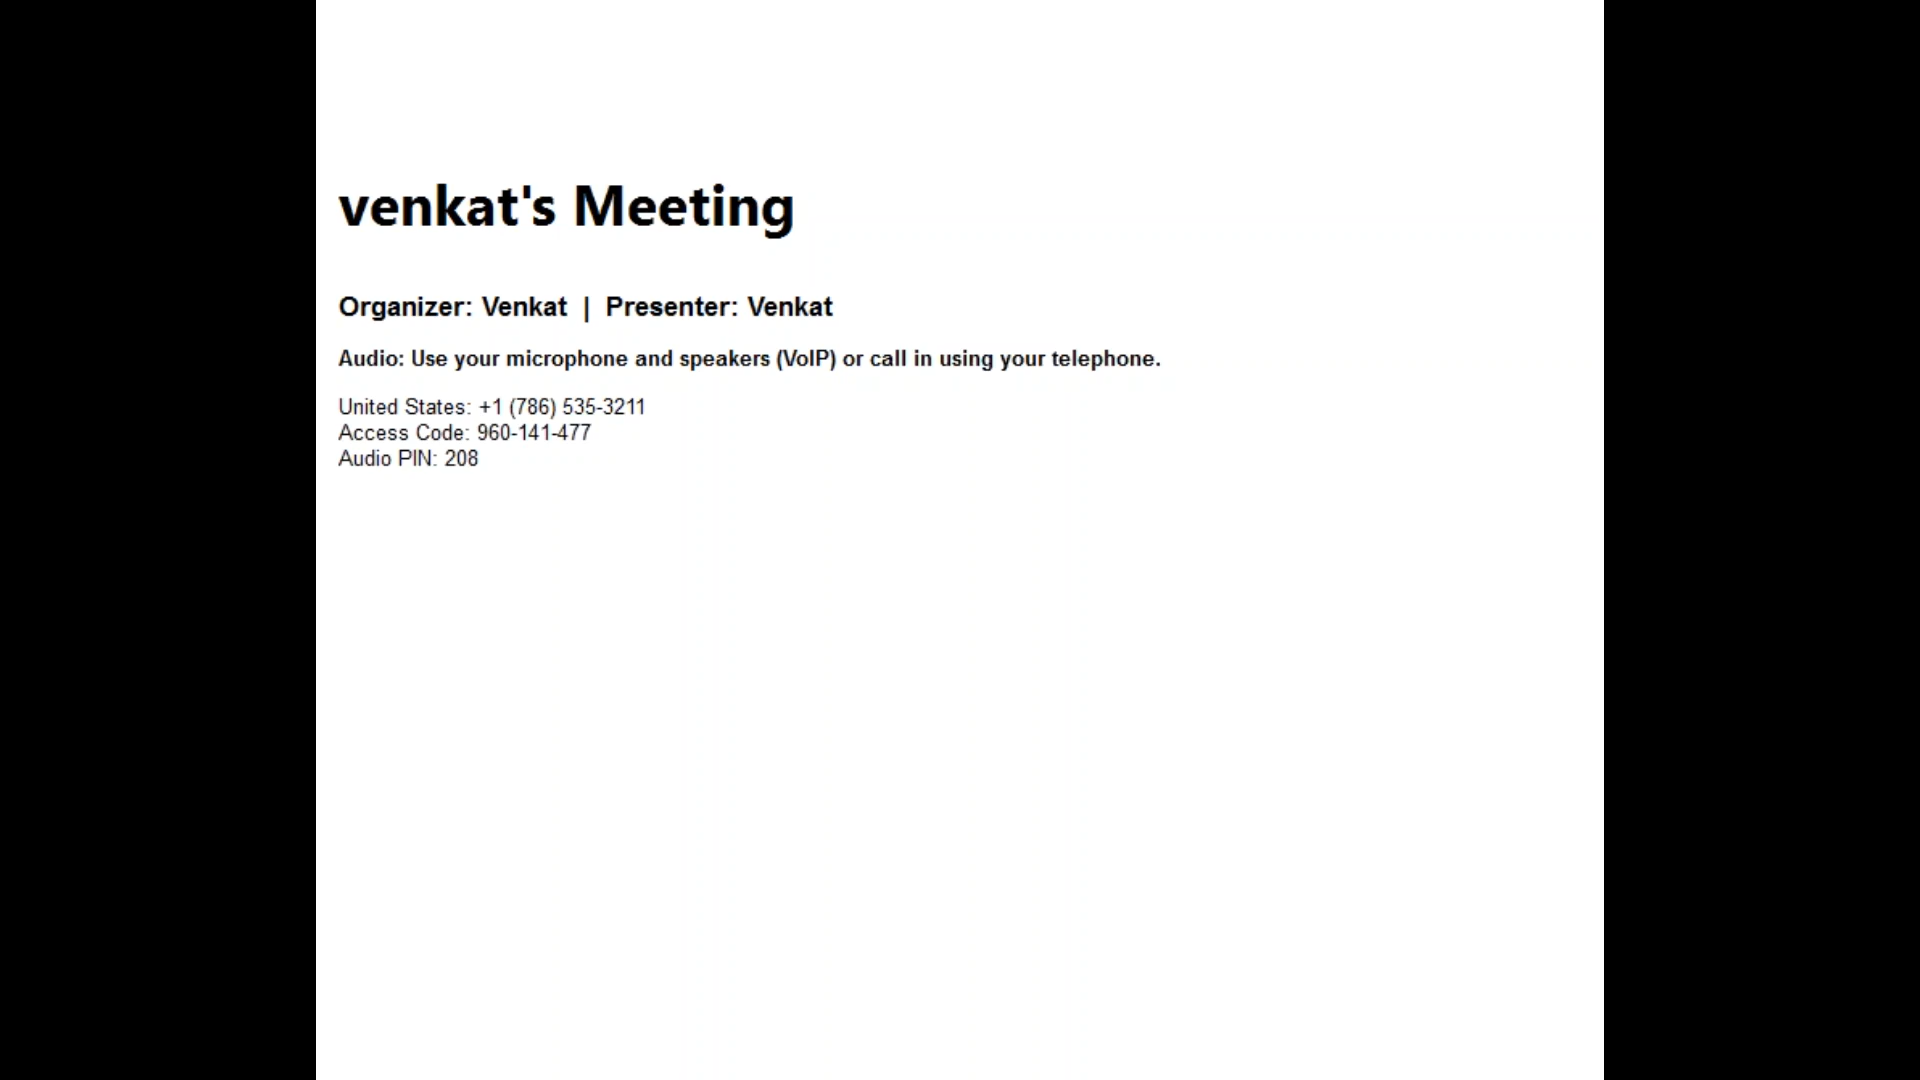 venkat's Meeting
Organizer: Venkat | Presenter: Venkat
Audio: Use your microphone and speakers (VoIP) or call in using your telephone.
United States: +1 (786) 535-3211
Access Code: 960-141-477
Audio PIN: 208